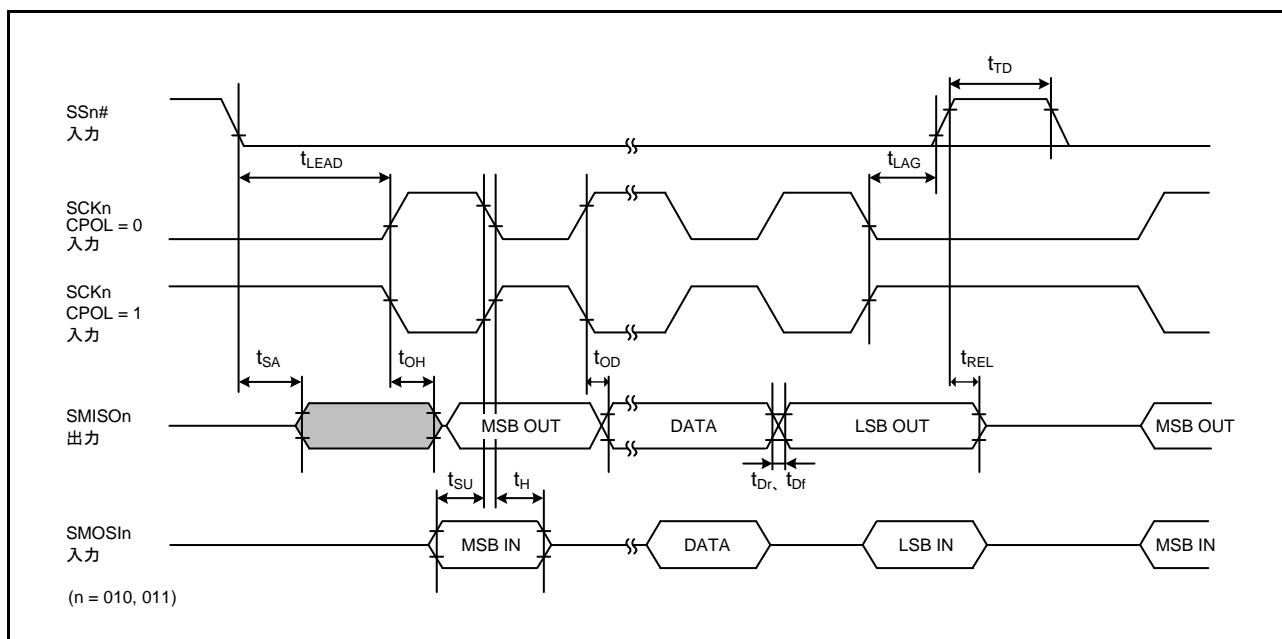 tTD
SSn#
入力
tLEAD
tLAG
SCKn
CPOL = 0
入力
SCKn
CPOL = 1
入力
tSA
tOH
tOD
tREL
SMISOn
出力
MSB OUT
DATA
LSB OUT
MSB OUT
tSU
tH
tDr、tDf
SMOSIn
入力
MSB IN
DATA
LSB IN
MSB IN
(n = 010, 011)